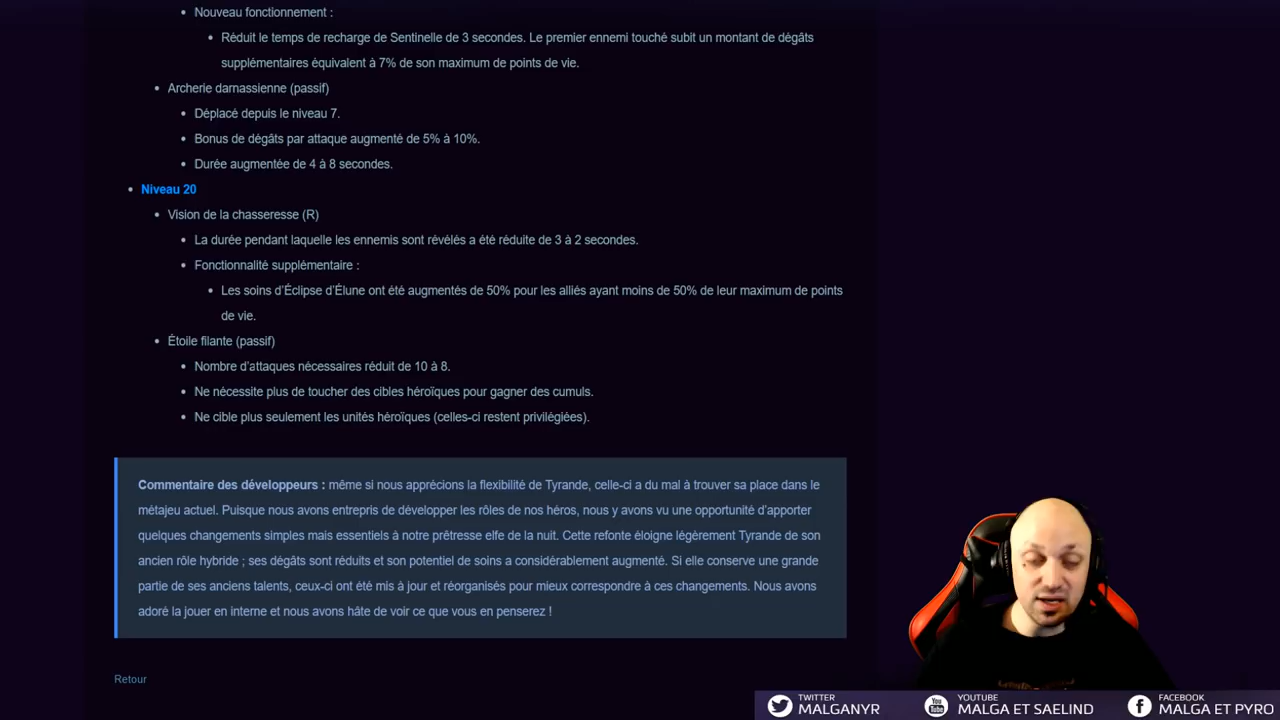 Nouveau fonctionnement :
Réduit le temps de recharge de Sentinelle de 3 secondes. Le premier ennemi touché subit un montant de dégâts
supplémentaires équivalent à 7% de son maximum de points de vie.
Archerie darnassienne (passif)
Déplacé depuis le niveau 7.
Bonus de dégâts par attaque augmenté de 5% à 10%.
Durée augmentée de 4 à 8 secondes.
Niveau 20
Vision de la chasseresse (R)
La durée pendant laquelle les ennemis sont révélés a été réduite de 3 à 2 secondes.
Fonctionnalité supplémentaire :
Les soins d'Éclipse d'Élune ont été augmentés de 50% pour les alliés ayant moins de 50% de leur maximum de points
de vie.
Étoile filante (passif)
Nombre d'attaques nécessaires réduit de 10 à 8.
Ne nécessite plus de toucher des cibles héroïques pour gagner des cumuls.
Ne cible plus seulement les unités héroïques (celles-ci restent privilégiées).
Commentaire des développeurs : même si nous apprécions la flexibilité de Tyrande, celle-ci a du mal à trouver sa place dans le
métajeu actuel. Puisque nous avons entrepris de développer les rôles de nos héros, nous y avons vu une opportunité d'apporter
quelques changements simples mais essentiels à notre prêtresse elfe de la nuit. Cette refonte éloigne légèrement Tyrande de son
ancien rôle hybride ; ses dégâts sont réduits et son potentiel de soins a considérablement augmenté. Si elle conserve une grande
partie de ses anciens talents, ceux-ci ont été mis à jour et réorganisés pour mieux correspondre à ces changements. Nous avons
adoré la jouer en interne et nous avons hâte de voir ce que vous en penserez !
Retour
TWITTER
MALGANYR
YOUTUBE
MALGA ET SAELIND
FACEBOOK
MALGA ET PYRO